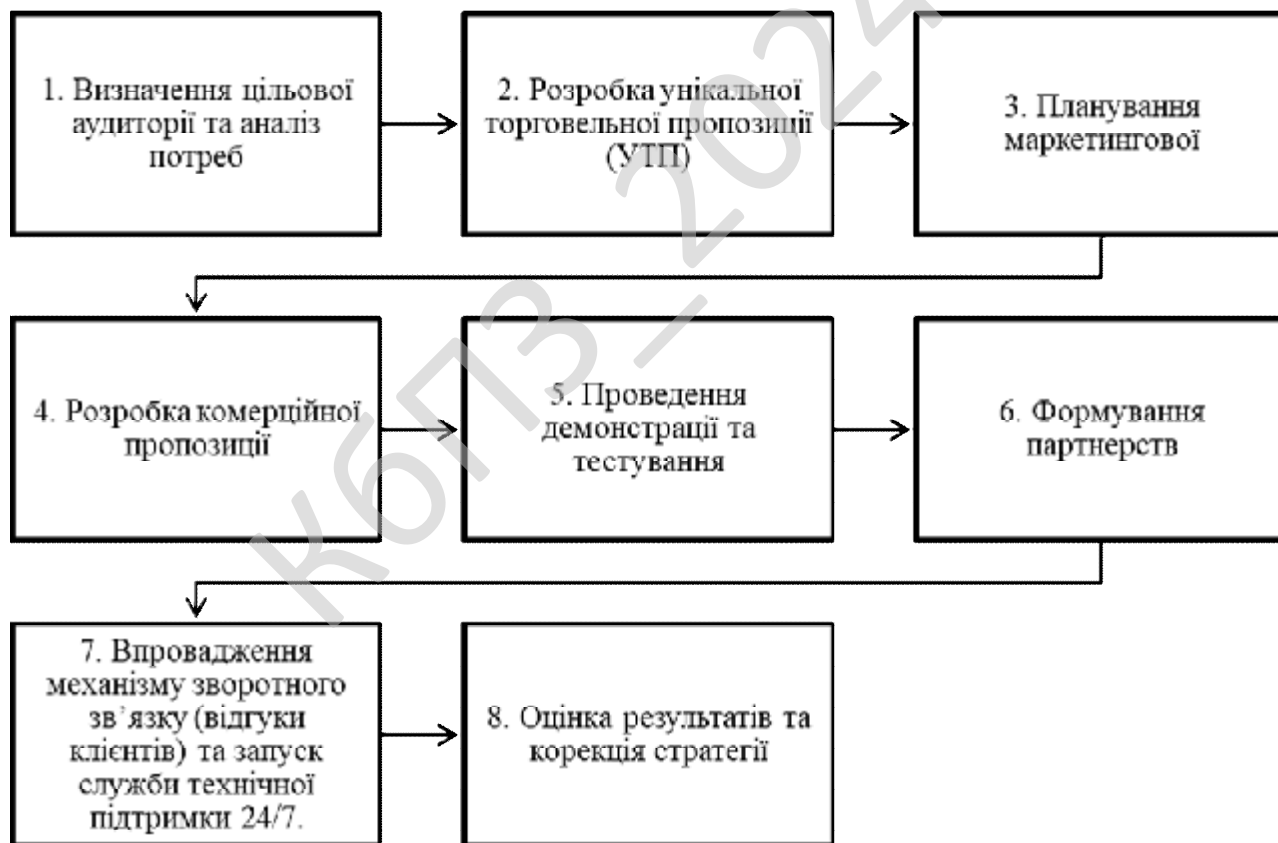 1. Визначення цільової
аудиторії та аналіз
потреб
2. Розробка унікальної
торговельної пропозиції
(УТП)
3. Планування
маркетингової
4. Розробка комерційної
пропозиції
5. Проведення
демонстрації та
тестування
6. Формування
партнерств
7. Впровадження
механізму зворотного
зв’язку (відгуки
клієнтів) та запуск
служби технічної
підтримки 24/7.
8. Оцінка результатів та
корекція стратегії
КбПЗ_2024